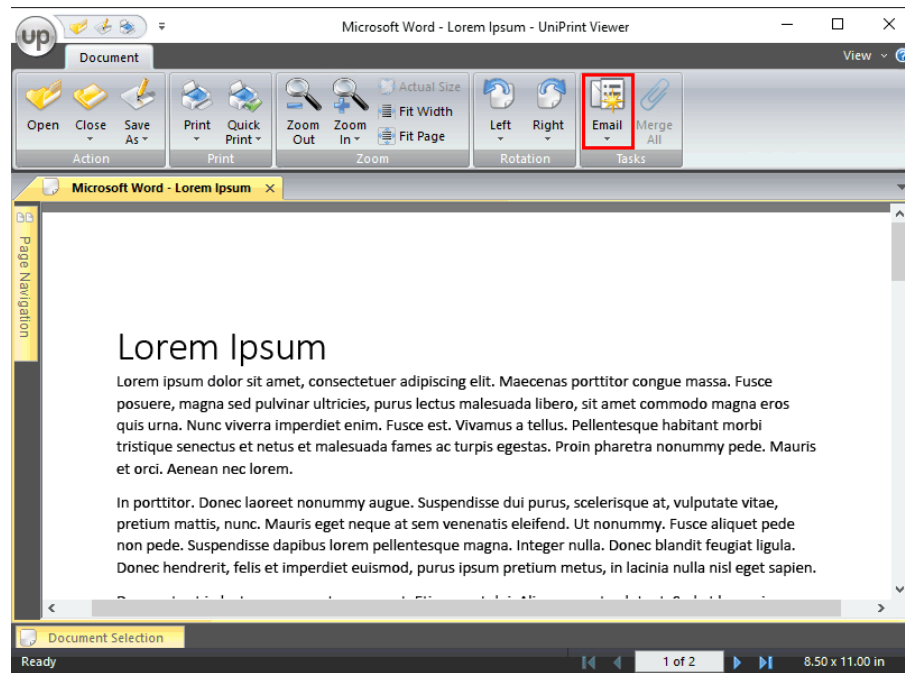 up
Microsoft Word - Lorem Ipsum - UniPrint Viewer
Document
View
Open
Close
Save As
Action
Print
Quick Print
Print
Zoom Out
Zoom In
Actual Size
Fit Width
Fit Page
Zoom
Left
Right
Rotation
Email
Merge All
Tasks
Microsoft Word - Lorem Ipsum
Page Navigation
Lorem Ipsum
Lorem ipsum dolor sit amet, consectetuer adipiscing elit. Maecenas porttitor congue massa. Fusce
posuere, magna sed pulvinar ultricies, purus lectus malesuada libero, sit amet commodo magna eros
quis urna. Nunc viverra imperdiet enim. Fusce est. Vivamus a tellus. Pellentesque habitant morbi
tristique senectus et netus et malesuada fames ac turpis egestas. Proin pharetra nonummy pede. Mauris
et orci. Aenean nec lorem.
In porttitor. Donec laoreet nonummy augue. Suspendisse dui purus, scelerisque at, vulputate vitae,
pretium mattis, nunc. Mauris eget neque at sem venenatis eleifend. Ut nonummy. Fusce aliquet pede
non pede. Suspendisse dapibus lorem pellentesque magna. Integer nulla. Donec blandit feugiat ligula.
Donec hendrerit, felis et imperdiet euismod, purus ipsum pretium metus, in lacinia nulla nisl eget sapien.
Document Selection
Ready
1 of 2
8.50 x 11.00 in